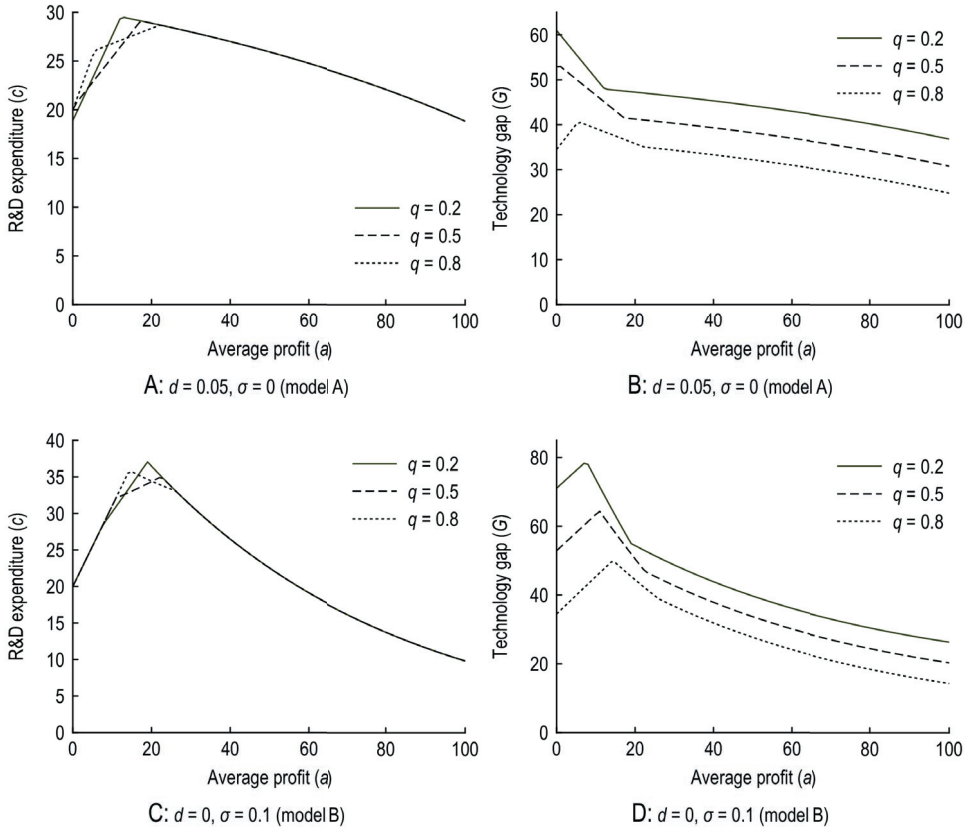 30
25
20
15
10
5
0
R&D expenditure (c)
q = 0.2
q = 0.5
q = 0.8
0 20 40 60 80 100
Average profit (a)
A: d = 0.05, σ = 0 (model A)
60
50
40
30
20
10
0
Technology gap (G)
q = 0.2
q = 0.5
q = 0.8
0 20 40 60 80 100
Average profit (a)
B: d = 0.05, σ = 0 (model A)
40
35
30
25
20
15
10
5
0
R&D expenditure (c)
q = 0.2
q = 0.5
q = 0.8
0 20 40 60 80 100
Average profit (a)
C: d = 0, σ = 0.1 (model B)
80
60
40
20
0
Technology gap (G)
q = 0.2
q = 0.5
q = 0.8
0 20 40 60 80 100
Average profit (a)
D: d = 0, σ = 0.1 (model B)